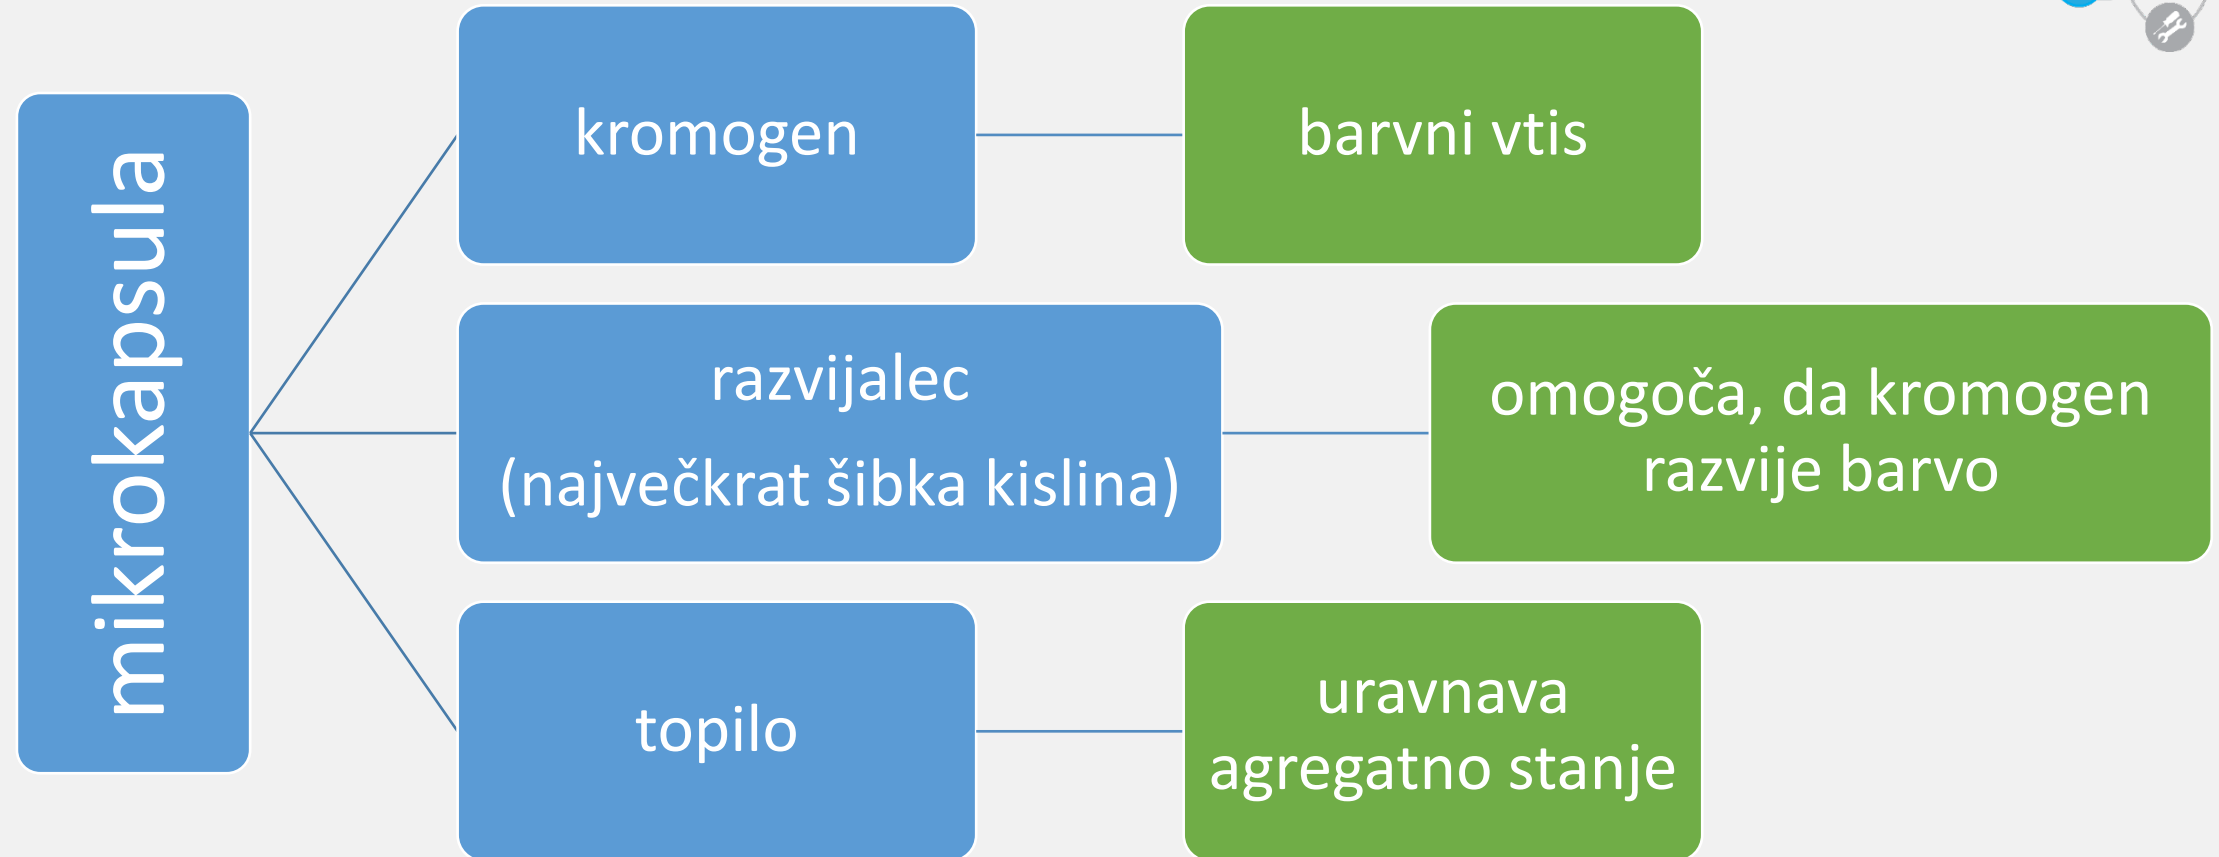 mikrokapsula
kromogen
barvni vtis
razvijalec
(največkrat šibka kislina)
omogoča, da kromogen
razvije barvo
topilo
uravnava
agregatno stanje